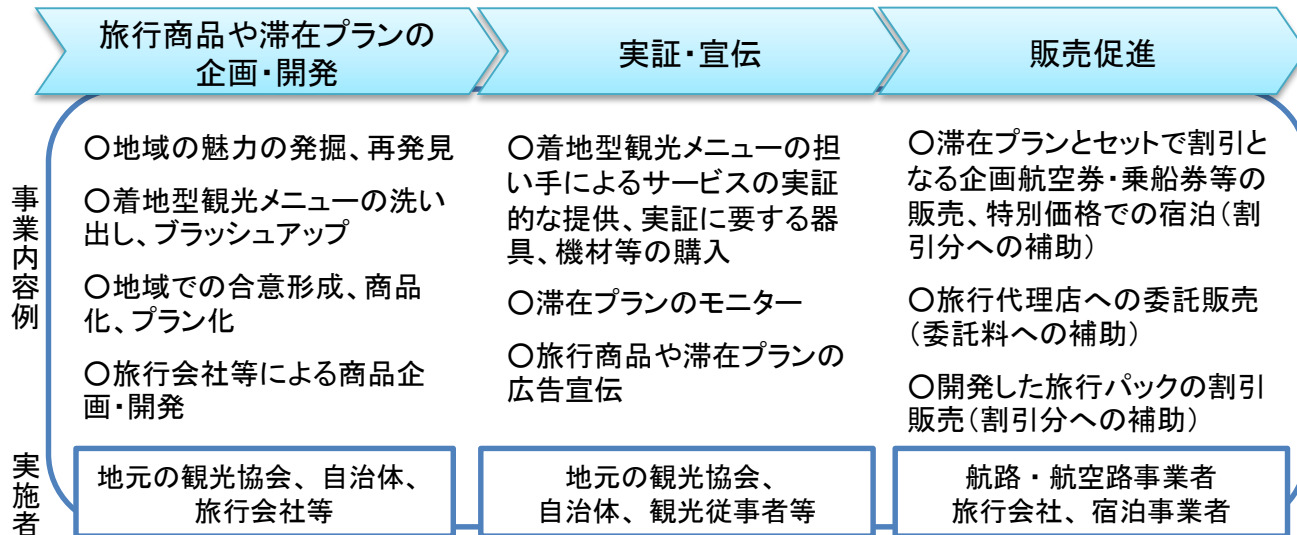 旅行商品や滞在プランの
企画・開発
実証・宣伝
販売促進
事業内容例
〇地域の魅力の発掘、再発見
〇着地型観光メニューの洗い
出し、ブラッシュアップ
〇地域での合意形成、商品
化、プラン化
〇旅行会社等による商品企
画・開発
〇着地型観光メニューの担
い手によるサービスの実証
的な提供、実証に要する器
具、機材等の購入
〇滞在プランのモニター
〇旅行商品や滞在プランの
広告宣伝
〇滞在プランとセットで割引と
なる企画航空券・乗船券等の
販売、特別価格での宿泊（割
引分への補助）
〇旅行代理店への委託販売
（委託料への補助）
〇開発した旅行パックの割引
販売（割引分への補助）
実施者
地元の観光協会、自治体、
旅行会社等
地元の観光協会、
自治体、観光従事者等
航路・航空路事業者
旅行会社、宿泊事業者